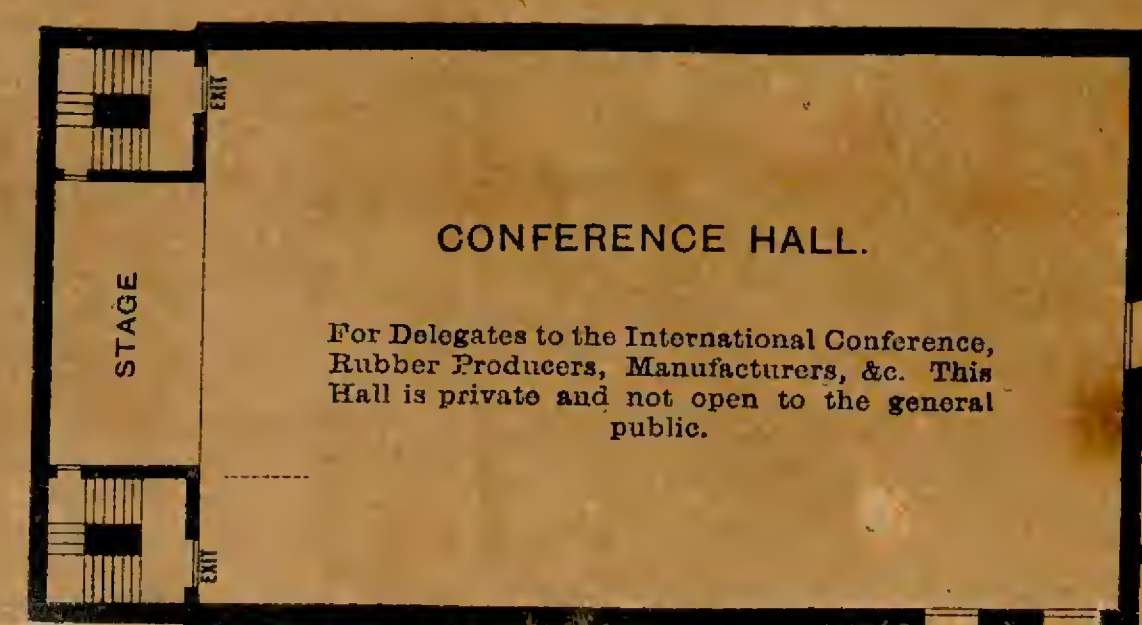 EXIT
CONFERENCE HALL.
STAGE
For Delegates to the International Conference,
Rubber Producers, Manufacturers, &c. This
Hall is private and not open to the general
public.
EXIT